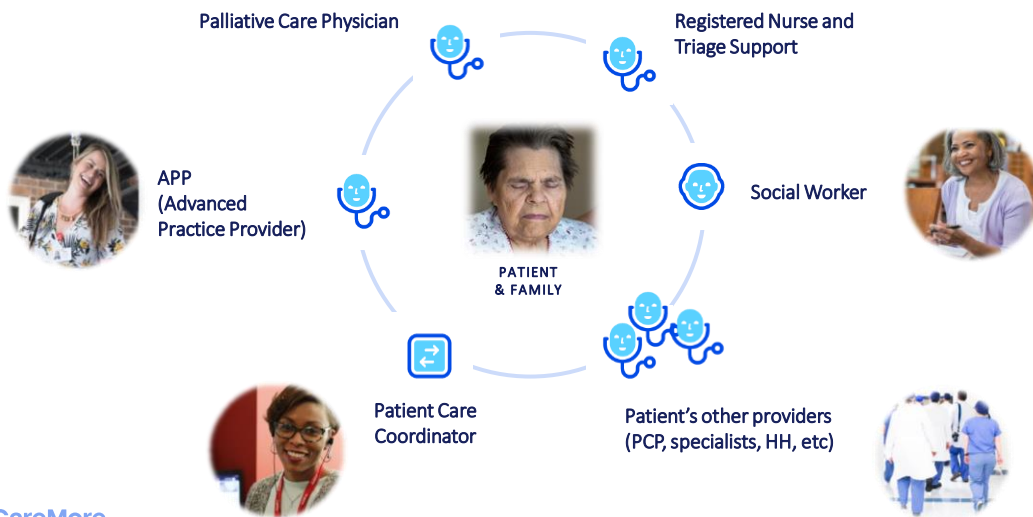 Palliative Care Physician
Registered Nurse and
Triage Support
APP
(Advanced
Practice Provider)
Social Worker
PATIENT
& FAMILY
Patient Care
Coordinator
Patient's other providers
(PCP, specialists, HH, etc)
CareMore